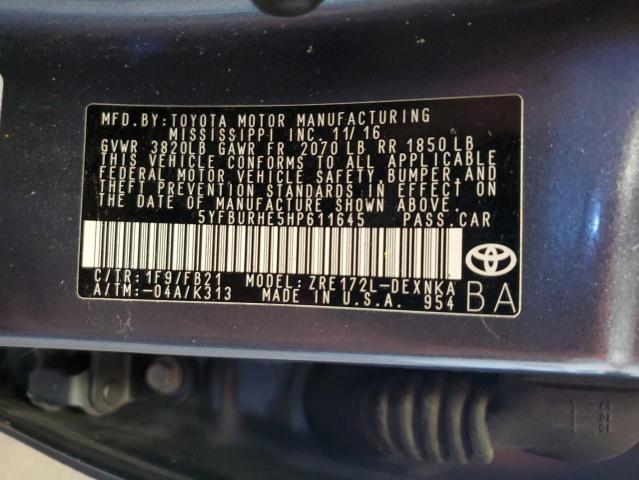 MFD. BY: TOYOTA MOTOR MANUFACTURING
MISSISSIPPI INC. 11/16
GVWR 3820LB GAWR FR 2070 LB RR 1850 LB
THIS VEHICLE CONFORMS TO ALL APPLICABLE
FEDERAL MOTOR VEHICLE SAFETY, BUMPER AND
THEFT PREVENTION STANDARDS IN EFFECT ON
THE DATE OF MANUFACTURE SHOWN ABOVE.
5YFBURHE5HP611645 PASS. CAR
C/TR: 1F9/FB21 MODEL: ZRE172L-DEXNKA
A/TM: -04A/K313 MADE IN U.S.A. 954
BA